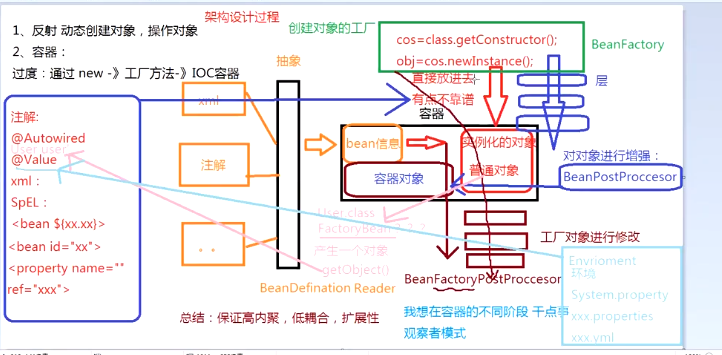 架构设计过程
1、反射 动态创建对象，操作对象
2、容器：
过度：通过 new -》工厂方法-》IOC容器
创建对象的工厂
cos=class.getConstructor();
obj=cos.newInstance();
BeanFactory
抽象
直接放进去
有点不靠谱
层
容器
xml
注解
. .
注解:
@Autowired
User user
@Value
xml：
SpEL：
<bean ${xx.xx}>
<bean id="xx">
<property name=""
ref="xxx">
bean信息
实例化的对象
普通对象
容器对象
对对象进行增强：
BeanPostProccesor
User.class
FactoryBean
产生一个对象
getObject()
工厂对象进行修改
BeanFactoryPostProccesor
BeanDefination Reader
Envrioment
环境
System.property
xxx.properties
xxx.yml
总结：保证高内聚，低耦合，扩展性
我想在容器的不同阶段 干点事
观察者模式